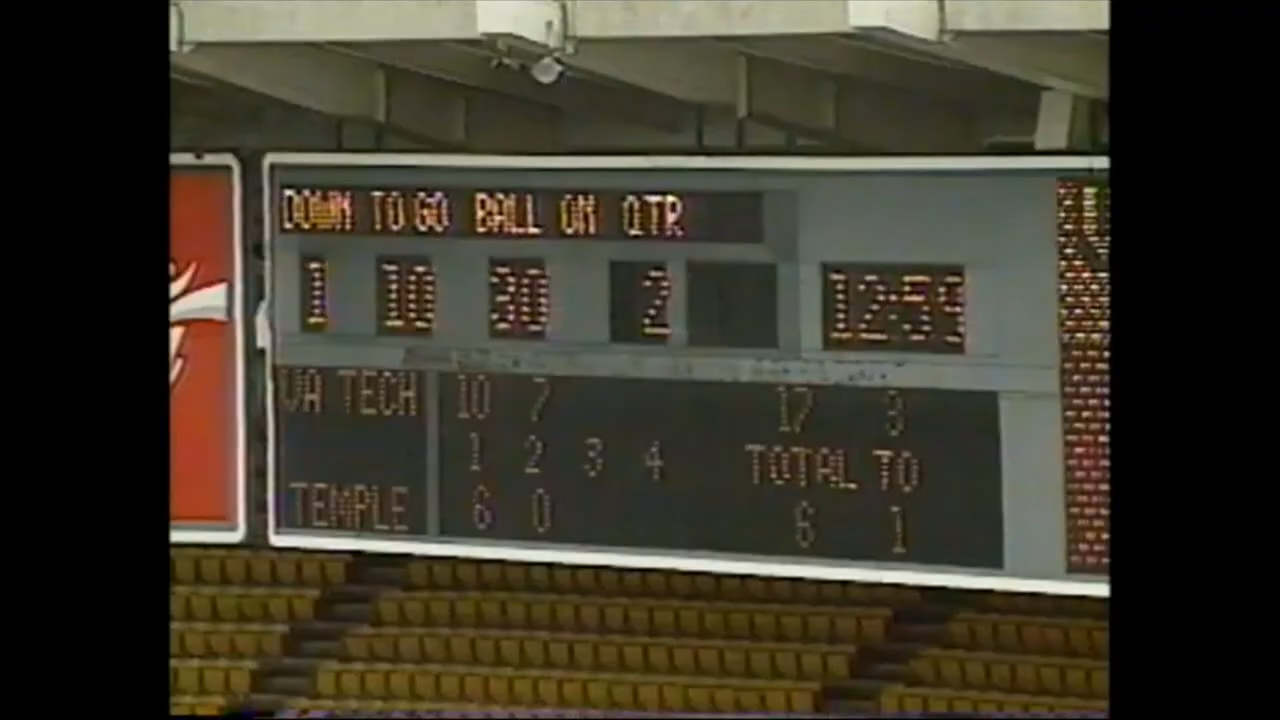 DOWN TO GO BALL ON QTR
1 10 30 2 12:59
VA TECH 10 7 17 3
1 2 3 4 TOTAL TO
TEMPLE 6 0 6 1